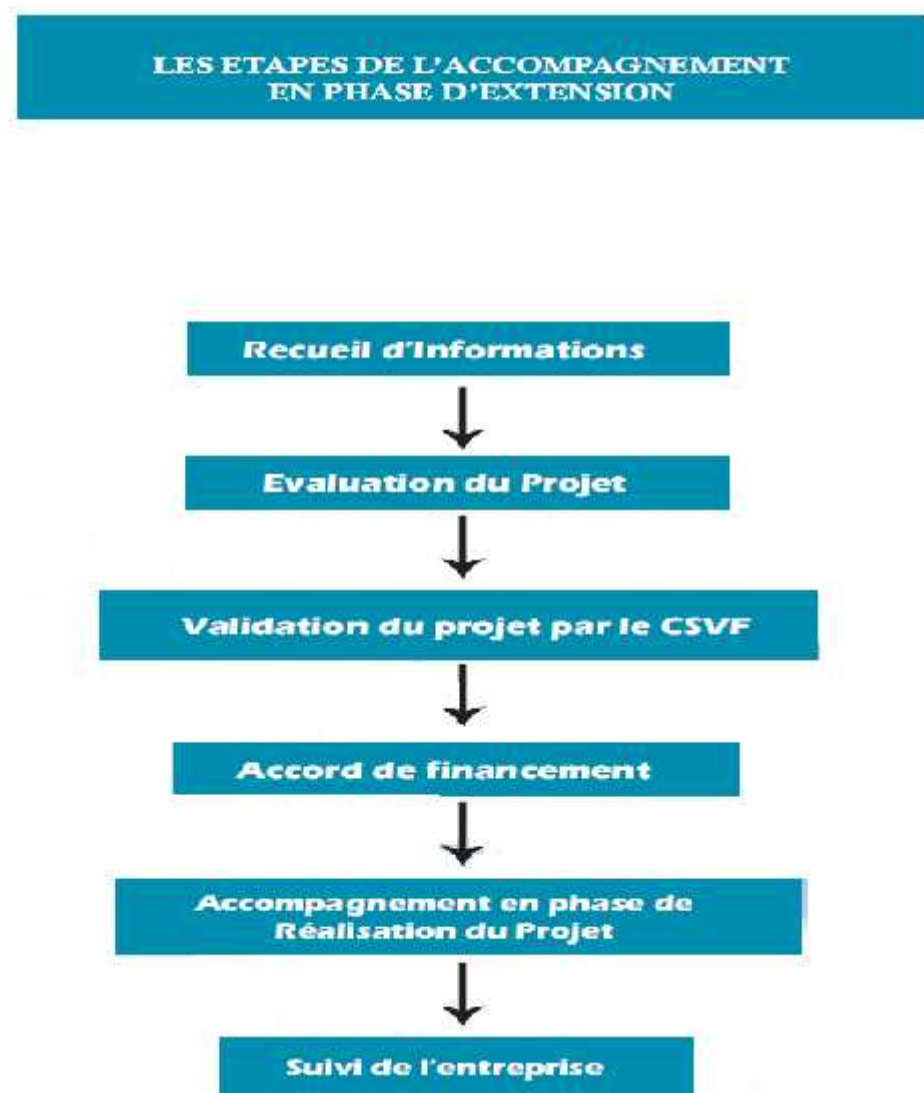 LES ETAPES DE L'ACCOMPAGNEMENT
EN PHASE D'EXTENSION
Recueil d'Informations
Evaluation du Projet
Validation du projet par le CSVF
Accord de financement
Accompagnement en phase de
Réalisation du Projet
Suivi de l'entreprise